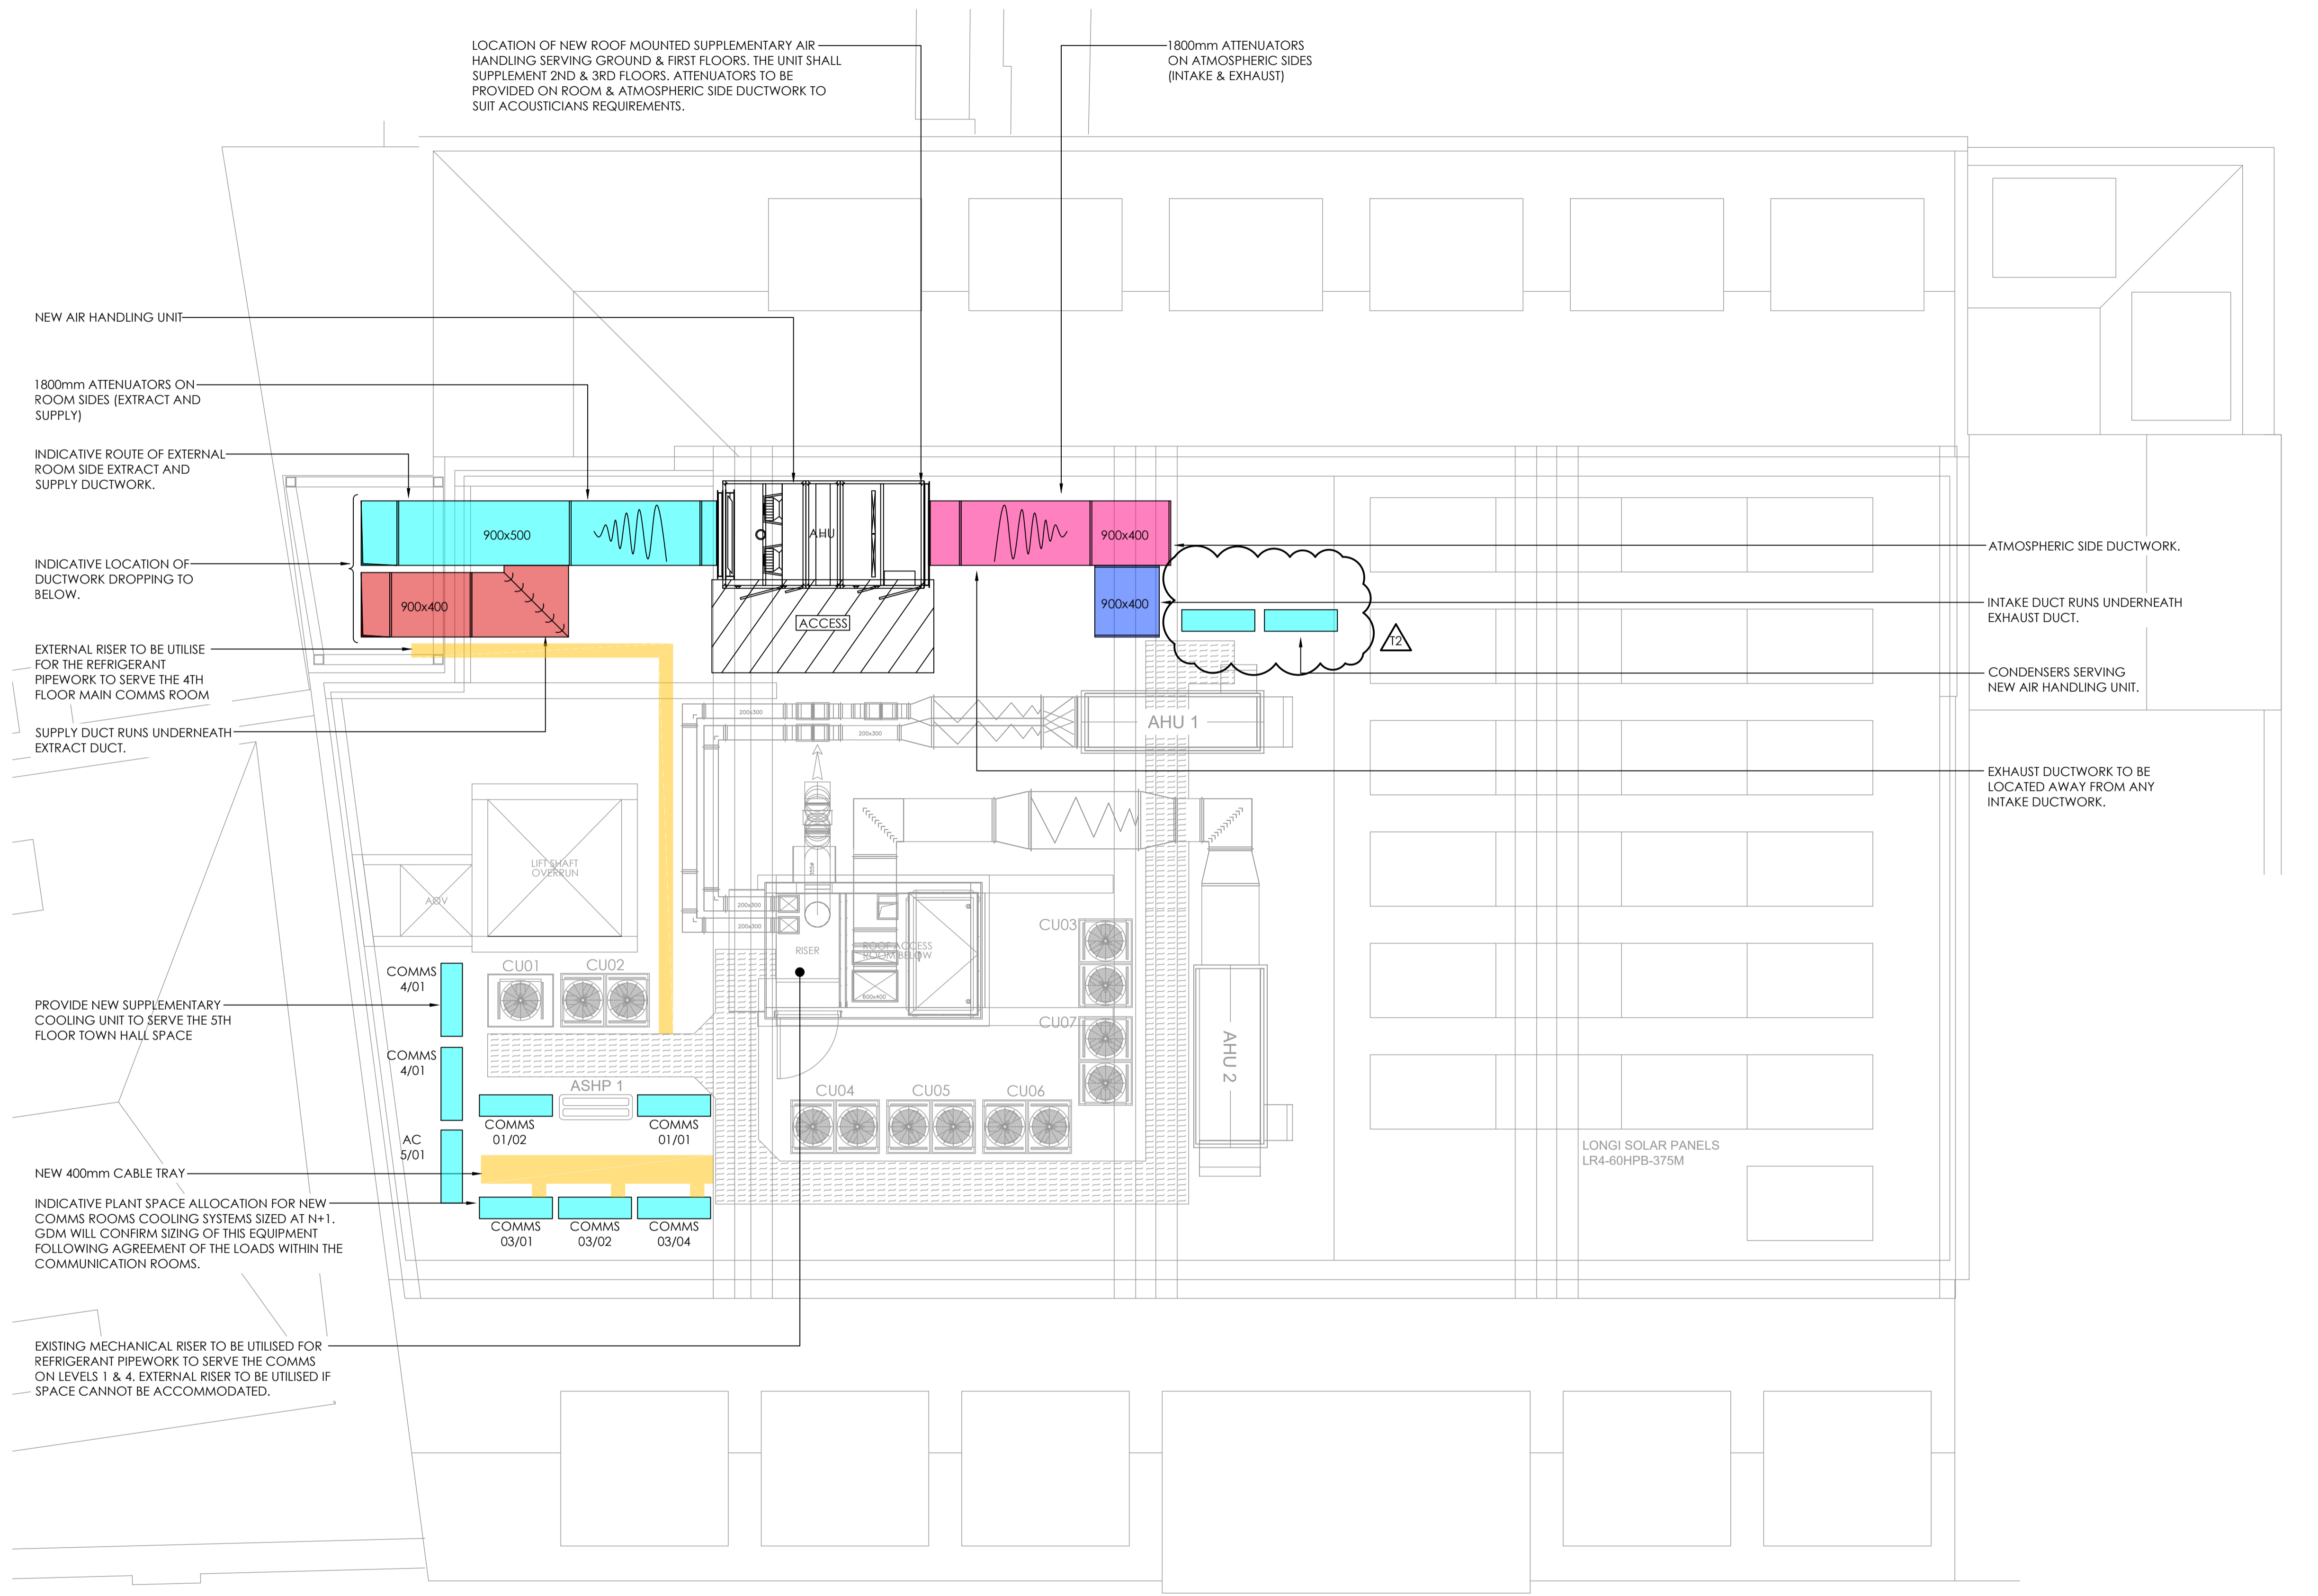 LOCATION OF NEW ROOF MOUNTED SUPPLEMENTARY AIR
HANDLING SERVING GROUND & FIRST FLOORS. THE UNIT SHALL
SUPPLEMENT 2ND & 3RD FLOORS. ATTENUATORS TO BE
PROVIDED ON ROOM & ATMOSPHERIC SIDE DUCTWORK TO
SUIT ACOUSTICIANS REQUIREMENTS.
1800mm ATTENUATORS
ON ATMOSPHERIC SIDES
(INTAKE & EXHAUST)
NEW AIR HANDLING UNIT
1800mm ATTENUATORS ON
ROOM SIDES (EXTRACT AND
SUPPLY)
INDICATIVE ROUTE OF EXTERNAL
ROOM SIDE EXTRACT AND
SUPPLY DUCTWORK.
INDICATIVE LOCATION OF
DUCTWORK DROPPING TO
BELOW.
EXTERNAL RISER TO BE UTILISE
FOR THE REFRIGERANT
PIPEWORK TO SERVE THE 4TH
FLOOR MAIN COMMS ROOM
SUPPLY DUCT RUNS UNDERNEATH
EXTRACT DUCT.
900x500
900x400
AHU
ACCESS
900x400
900x400
T2
ATMOSPHERIC SIDE DUCTWORK.
INTAKE DUCT RUNS UNDERNEATH
EXHAUST DUCT.
CONDENSERS SERVING
NEW AIR HANDLING UNIT.
EXHAUST DUCTWORK TO BE
LOCATED AWAY FROM ANY
INTAKE DUCTWORK.
200x300
200x300
AHU 1
355ø
LIFT SHAFT
OVERRUN
AOV
200x300
200x300
RISER
ROOF ACCESS
ROOM BELOW
600x400
CU03
CU07
AHU 2
CU01
CU02
COMMS
4/01
COMMS
4/01
AC
5/01
ASHP 1
COMMS
01/02
COMMS
01/01
CU04
CU05
CU06
COMMS
03/01
COMMS
03/02
COMMS
03/04
LONGI SOLAR PANELS
LR4-60HPB-375M
PROVIDE NEW SUPPLEMENTARY
COOLING UNIT TO SERVE THE 5TH
FLOOR TOWN HALL SPACE
NEW 400mm CABLE TRAY
INDICATIVE PLANT SPACE ALLOCATION FOR NEW
COMMS ROOMS COOLING SYSTEMS SIZED AT N+1.
GDM WILL CONFIRM SIZING OF THIS EQUIPMENT
FOLLOWING AGREEMENT OF THE LOADS WITHIN THE
COMMUNICATION ROOMS.
EXISTING MECHANICAL RISER TO BE UTILISED FOR
REFRIGERANT PIPEWORK TO SERVE THE COMMS
ON LEVELS 1 & 4. EXTERNAL RISER TO BE UTILISED IF
SPACE CANNOT BE ACCOMMODATED.